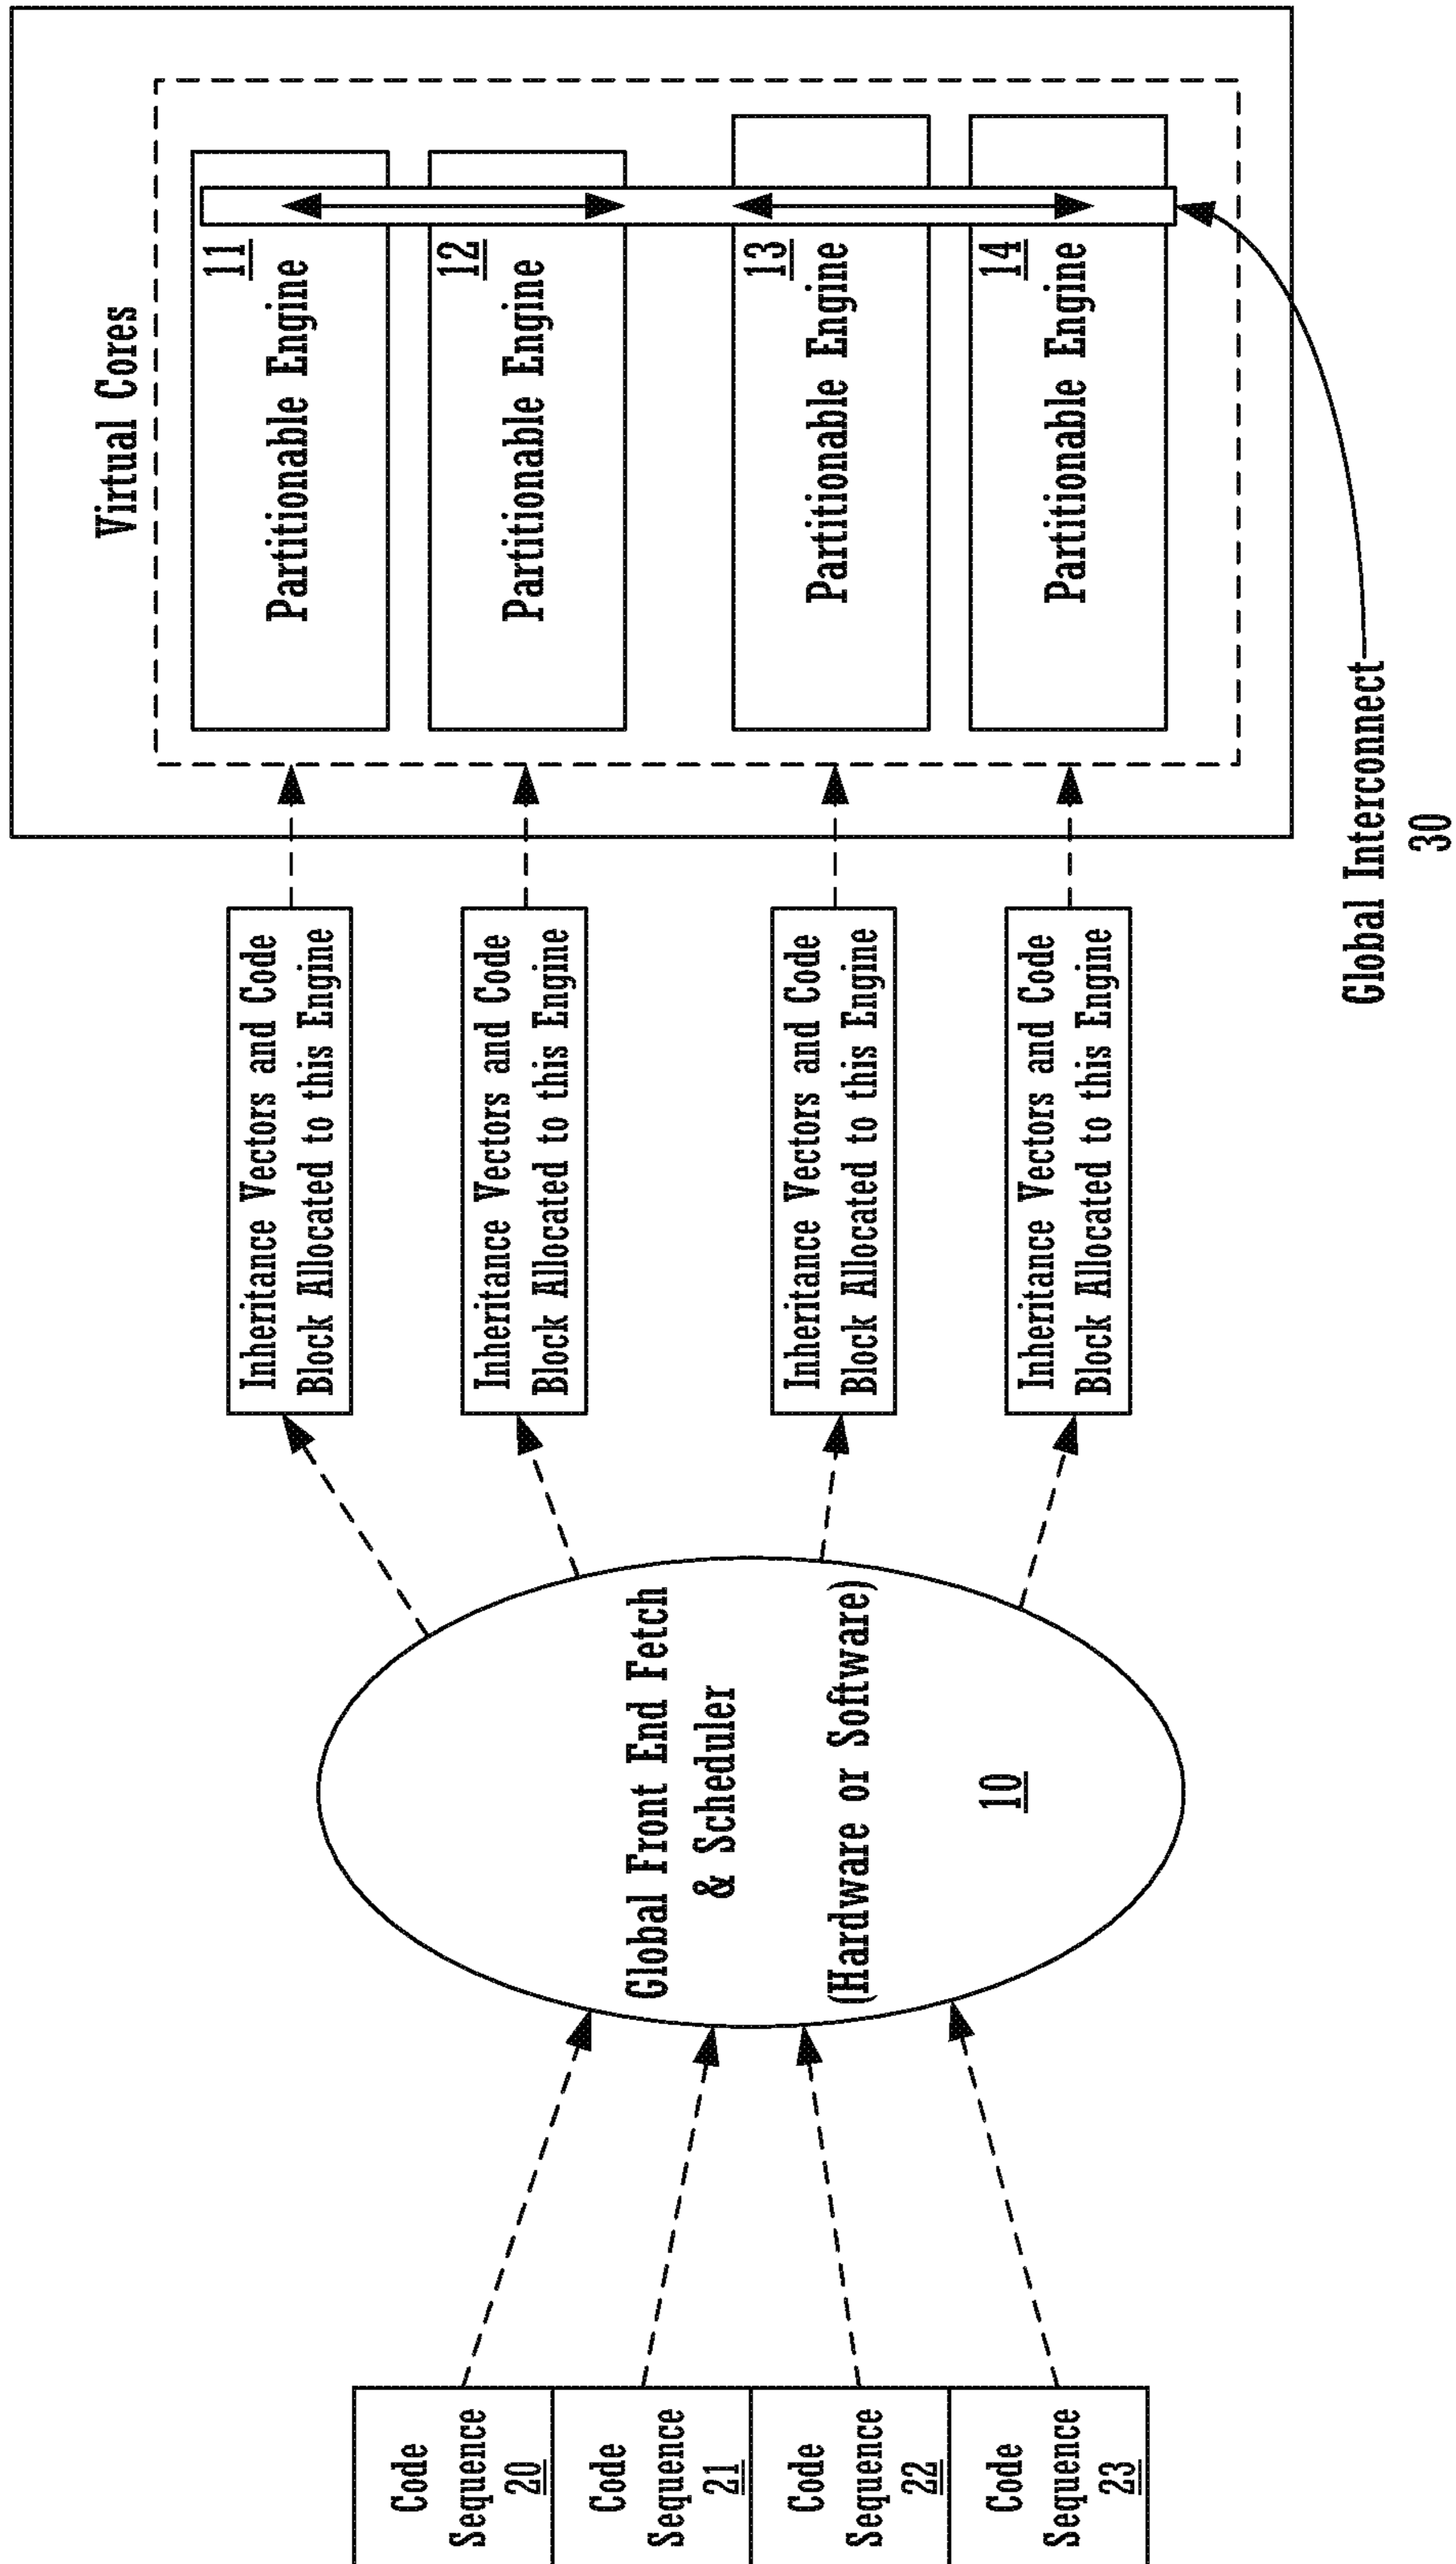 Code
Sequence
20
Code
Sequence
21
Code
Sequence
22
Code
Sequence
23
Global Front End Fetch
& Scheduler
(Hardware or Software)
10
Inheritance Vectors and Code
Block Allocated to this Engine
Inheritance Vectors and Code
Block Allocated to this Engine
Inheritance Vectors and Code
Block Allocated to this Engine
Inheritance Vectors and Code
Block Allocated to this Engine
Virtual Cores
11
Partitionable Engine
12
Partitionable Engine
13
Partitionable Engine
14
Partitionable Engine
Global Interconnect
30